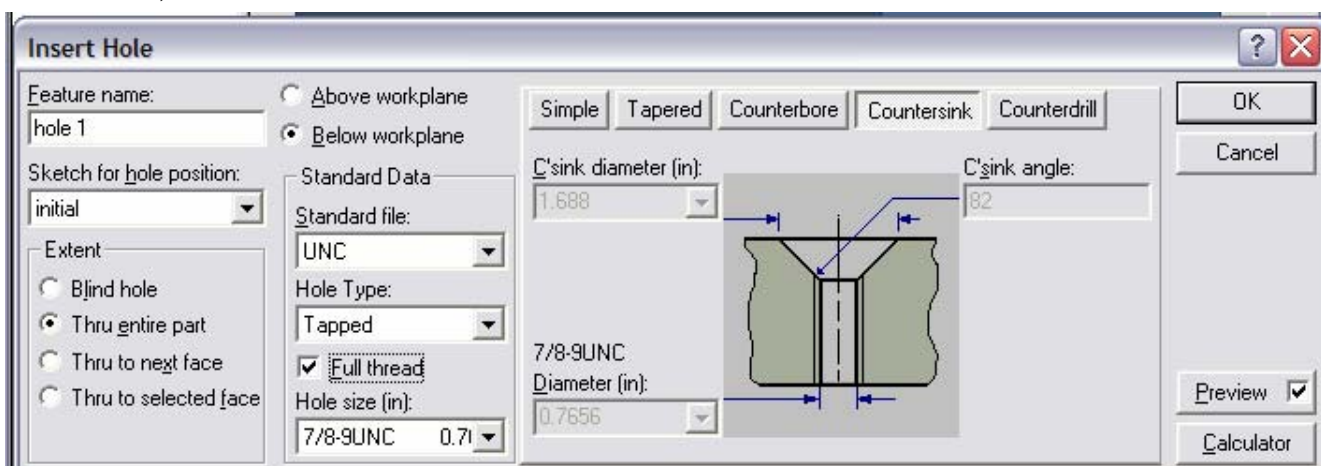 Insert Hole
Feature name:
hole 1
Sketch for hole position:
initial
Extent
Blind hole
Thru entire part
Thru to next face
Thru to selected face
Above workplane
Below workplane
Standard Data
Standard file:
UNC
Hole Type:
Tapped
Full thread
Hole size (in):
7/8-9UNC
Simple Tapered Counterbore Countersink Counterdrill
C'sink diameter (in):
1.688
C'sink angle:
82
7/8-9UNC
Diameter (in):
0.7656
OK
Cancel
Preview
Calculator